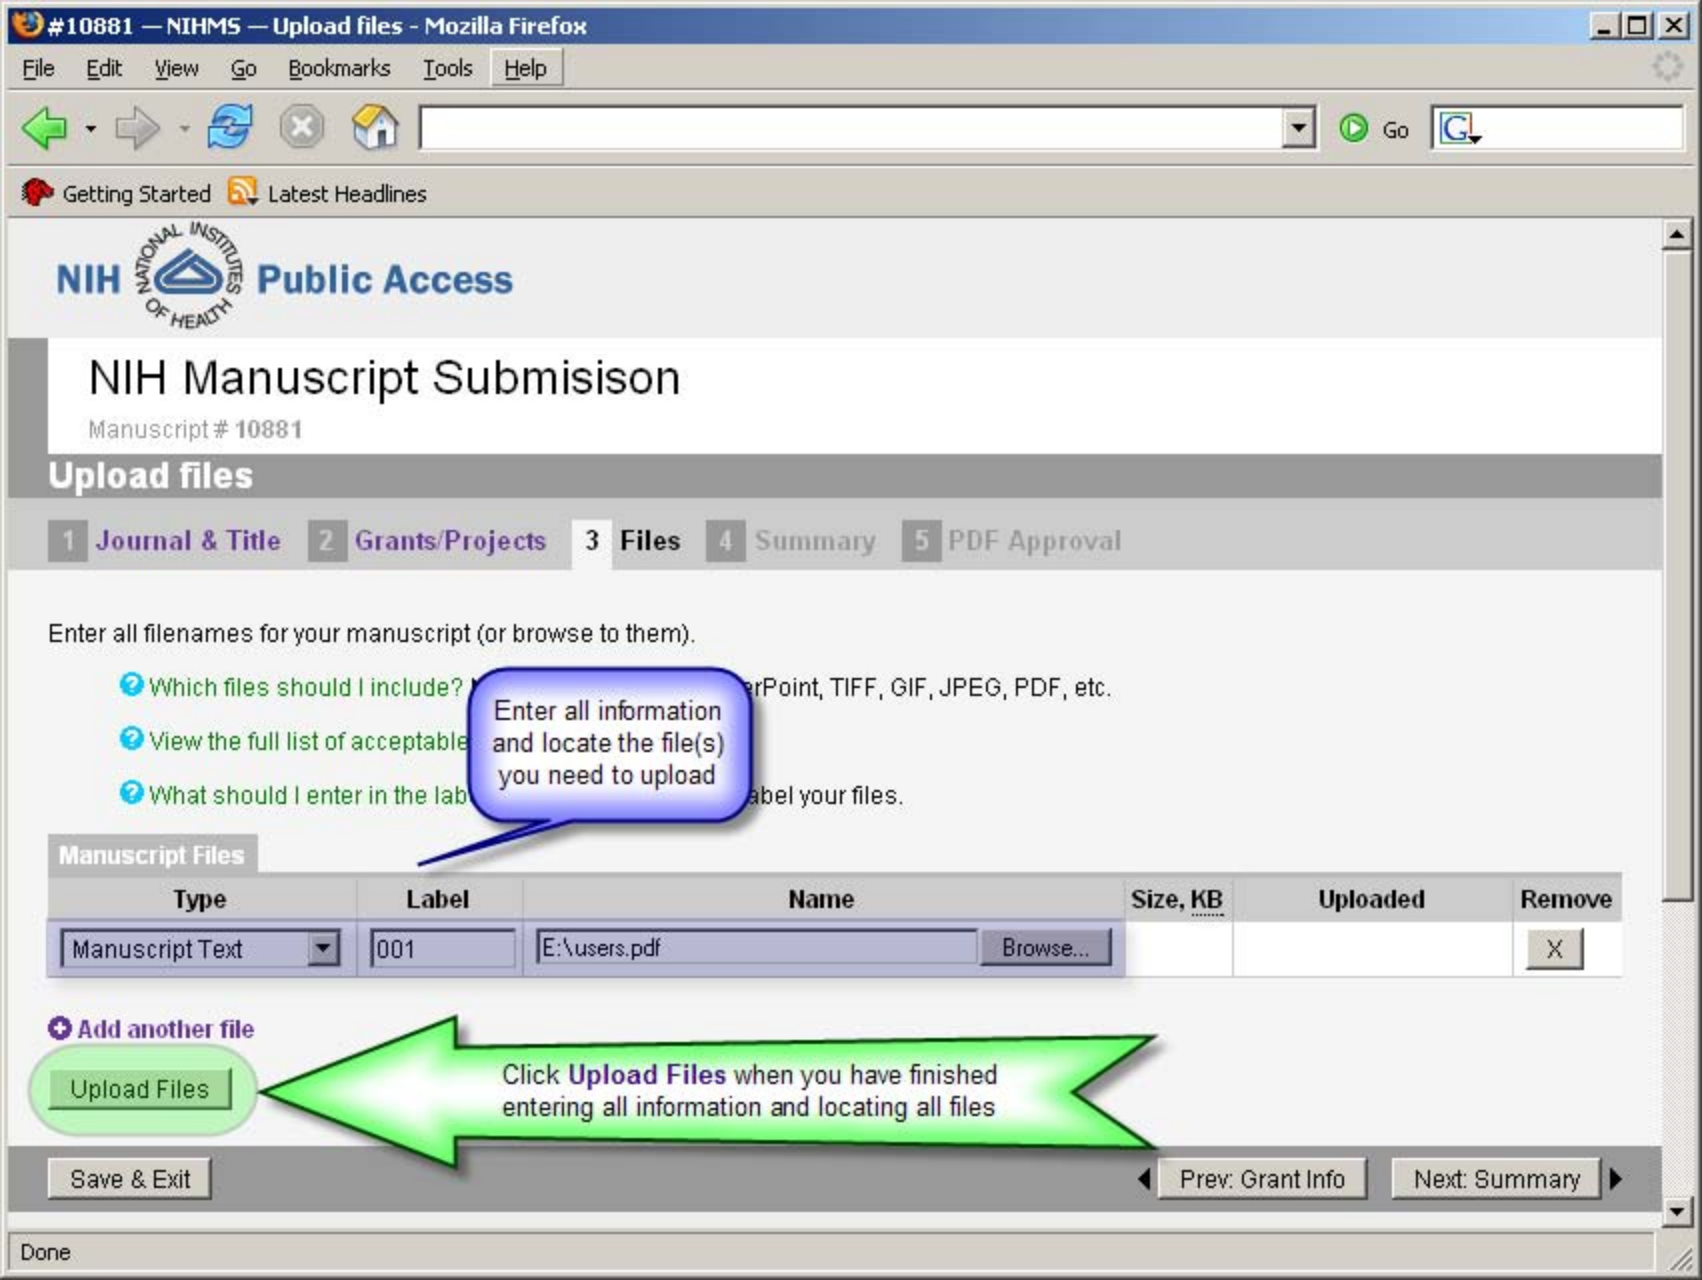 #10881 — NIHMS — Upload files - Mozilla Firefox
File Edit View Go Bookmarks Tools Help
Go G
Getting Started Latest Headlines
NIH NATIONAL INSTITUTES OF HEALTH Public Access
NIH Manuscript Submisison
Manuscript # 10881
Upload files
1 Journal & Title 2 Grants/Projects 3 Files 4 Summary 5 PDF Approval
Enter all filenames for your manuscript (or browse to them).
Which files should I include? TIFF, GIF, JPEG, PDF, etc.
View the full list of acceptable
What should I enter in the your files.
Enter all information
and locate the file(s)
you need to upload
Manuscript Files
Type Label Name Size, KB Uploaded Remove
Manuscript Text 001 E:\users.pdf Browse... X
Add another file
Upload Files
Click Upload Files when you have finished
entering all information and locating all files
Save & Exit Prev: Grant Info Next: Summary
Done